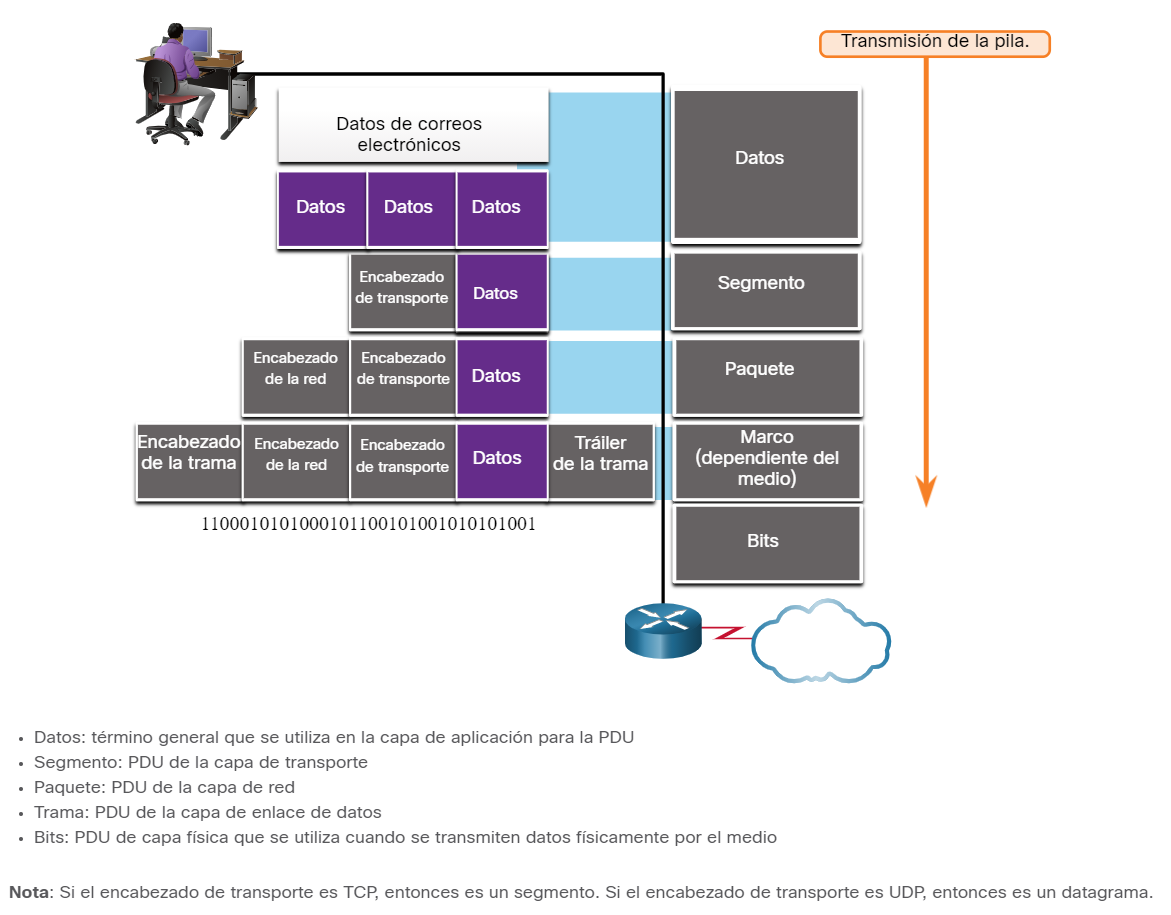 Transmisión de la pila.
Datos de correos
electrónicos
Datos
Datos
Datos
Datos
Encabezado
de transporte
Datos
Segmento
Encabezado
de la red
Encabezado
de transporte
Datos
Paquete
Encabezado
de la trama
Encabezado
de la red
Encabezado
de transporte
Datos
Tráiler
de la trama
Marco
(dependiente del
medio)
1100010101000101100101001010101001
Bits
• Datos: término general que se utiliza en la capa de aplicación para la PDU
• Segmento: PDU de la capa de transporte
• Paquete: PDU de la capa de red
• Trama: PDU de la capa de enlace de datos
• Bits: PDU de capa física que se utiliza cuando se transmiten datos físicamente por el medio
Nota: Si el encabezado de transporte es TCP, entonces es un segmento. Si el encabezado de transporte es UDP, entonces es un datagrama.